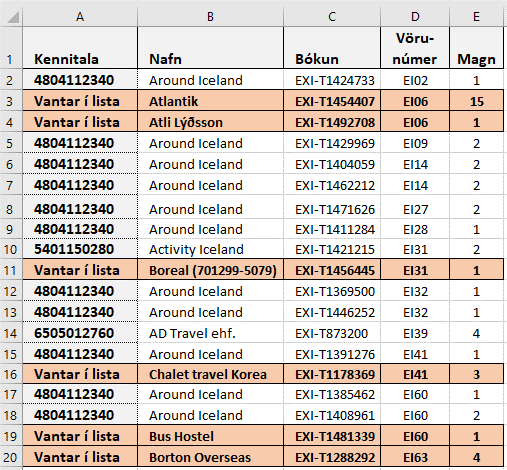 A B C D E
1 Kennitala Nafn Bókun Vöru-númer Magn
2 4804112340 Around Iceland EXI-T1424733 EI02 1
3 Vantar í lista Atlantik EXI-T1454407 EI06 15
4 Vantar í lista Atli Lýðsson EXI-T1492708 EI06 1
5 4804112340 Around Iceland EXI-T1429969 EI09 2
6 4804112340 Around Iceland EXI-T1404059 EI14 2
7 4804112340 Around Iceland EXI-T1462212 EI14 2
8 4804112340 Around Iceland EXI-T1471626 EI27 2
9 4804112340 Around Iceland EXI-T1411284 EI28 1
10 5401150280 Activity Iceland EXI-T1421215 EI31 2
11 Vantar í lista Boreal (701299-5079) EXI-T1456445 EI31 1
12 4804112340 Around Iceland EXI-T1369500 EI32 1
13 4804112340 Around Iceland EXI-T1446252 EI32 1
14 6505012760 AD Travel ehf. EXI-T873200 EI39 4
15 4804112340 Around Iceland EXI-T1391276 EI41 1
16 Vantar í lista Chalet travel Korea EXI-T1178369 EI41 3
17 4804112340 Around Iceland EXI-T1385462 EI60 1
18 4804112340 Around Iceland EXI-T1408961 EI60 2
19 Vantar í lista Bus Hostel EXI-T1481339 EI60 1
20 Vantar í lista Borton Overseas EXI-T1288292 EI63 4